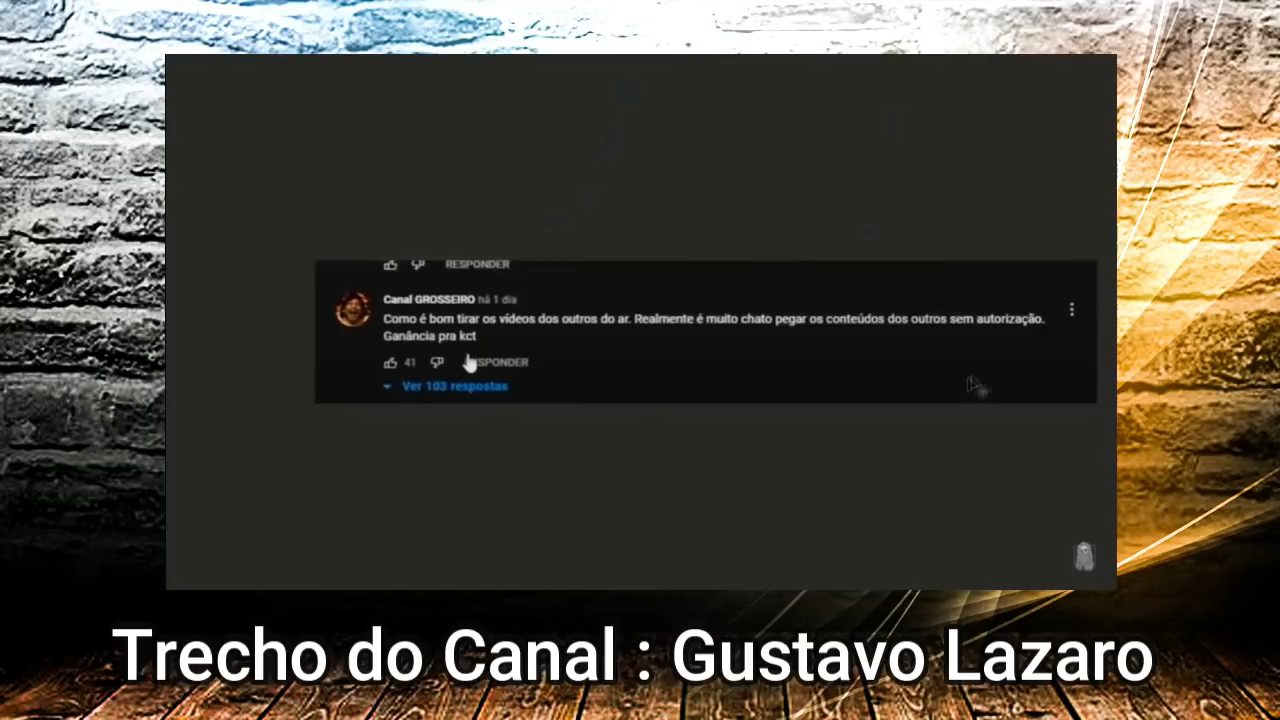 RESPONDER
Canal GROSSEIRO há 1 dia
Como é bom tirar os vídeos dos outros do ar. Realmente é muito chato pegar os conteúdos dos outros sem autorização.
Ganância pra kct
41 SPONDER
Ver 103 respostas
Trecho do Canal : Gustavo Lazaro